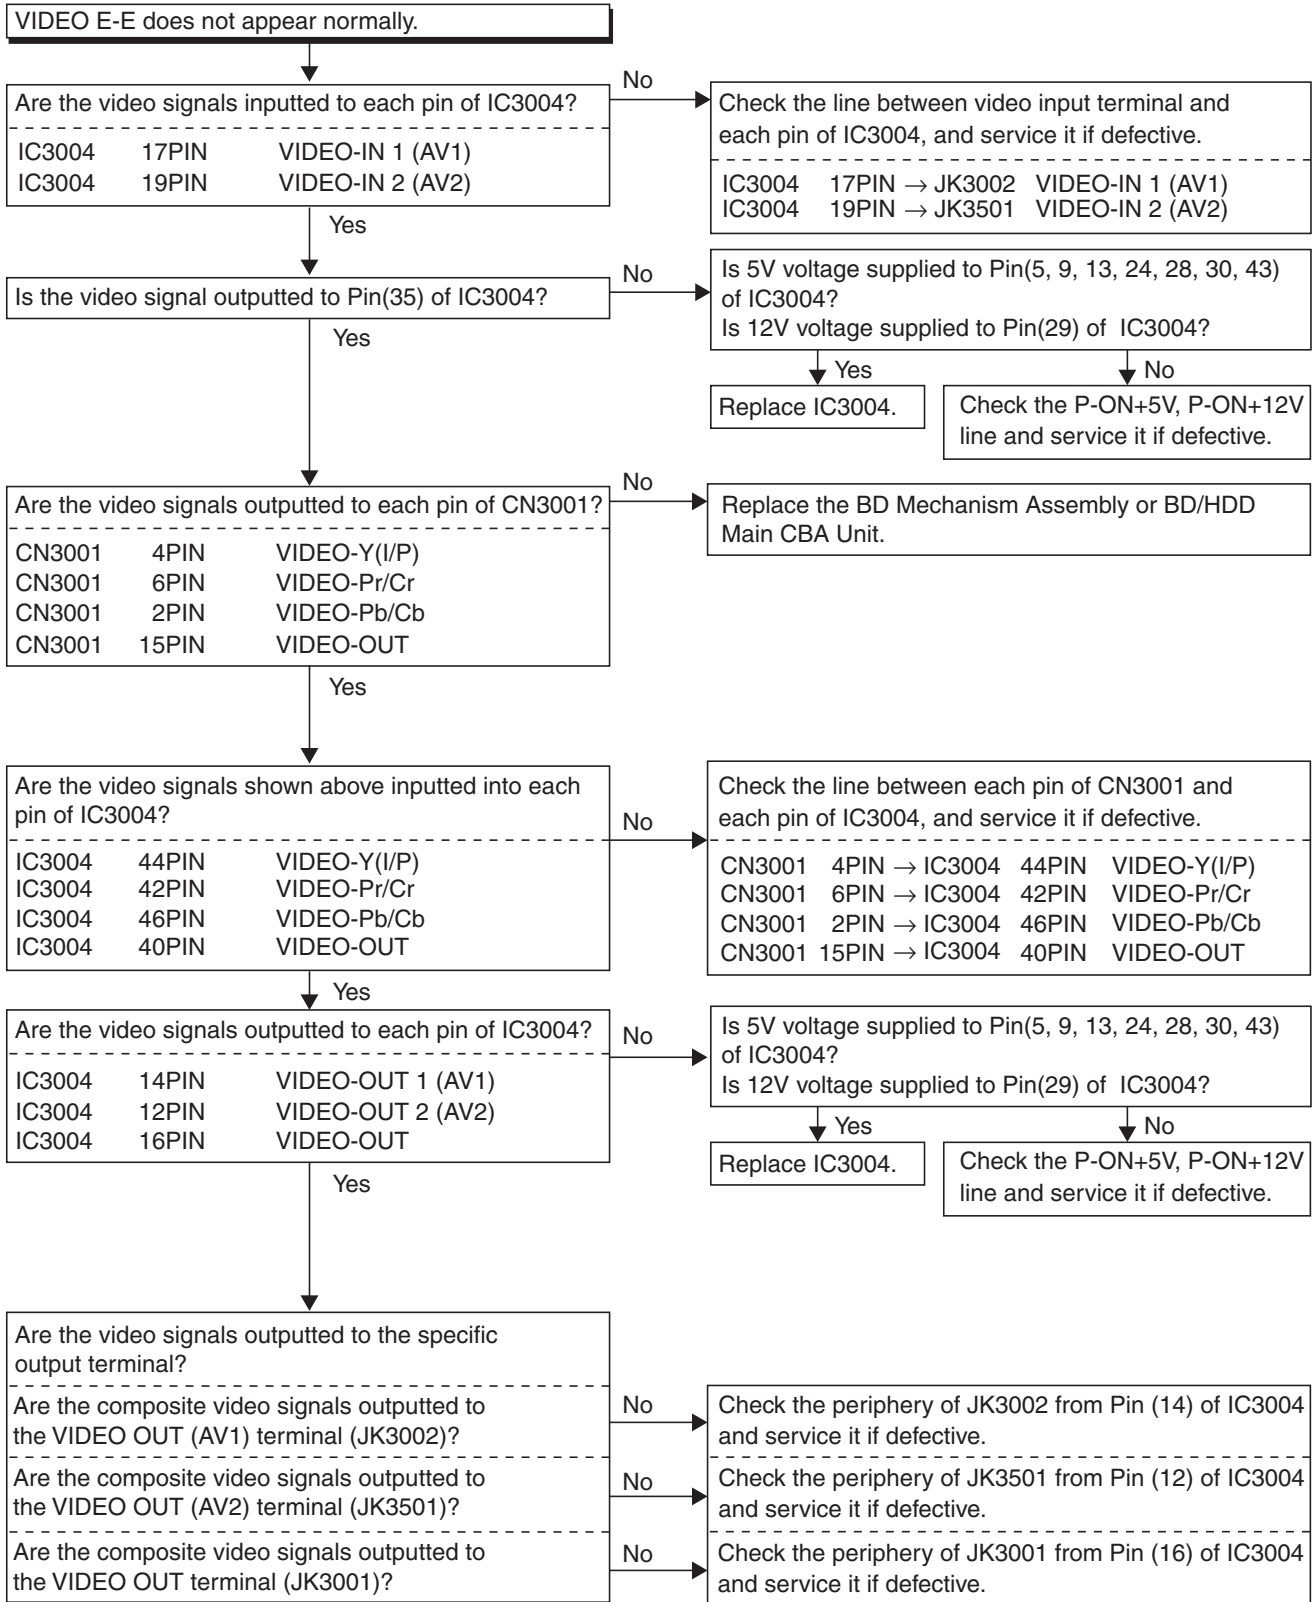 VIDEO E-E does not appear normally.
Are the video signals inputted to each pin of IC3004?
IC3004 17PIN VIDEO-IN 1 (AV1)
IC3004 19PIN VIDEO-IN 2 (AV2)
No
Check the line between video input terminal and
each pin of IC3004, and service it if defective.
IC3004 17PIN → JK3002 VIDEO-IN 1 (AV1)
IC3004 19PIN → JK3501 VIDEO-IN 2 (AV2)
Yes
Is the video signal outputted to Pin(35) of IC3004?
No
Is 5V voltage supplied to Pin(5, 9, 13, 24, 28, 30, 43)
of IC3004?
Is 12V voltage supplied to Pin(29) of IC3004?
Yes
Replace IC3004.
No
Check the P-ON+5V, P-ON+12V
line and service it if defective.
Yes
Are the video signals outputted to each pin of CN3001?
CN3001 4PIN VIDEO-Y(I/P)
CN3001 6PIN VIDEO-Pr/Cr
CN3001 2PIN VIDEO-Pb/Cb
CN3001 15PIN VIDEO-OUT
No
Replace the BD Mechanism Assembly or BD/HDD
Main CBA Unit.
Yes
Are the video signals shown above inputted into each
pin of IC3004?
IC3004 44PIN VIDEO-Y(I/P)
IC3004 42PIN VIDEO-Pr/Cr
IC3004 46PIN VIDEO-Pb/Cb
IC3004 40PIN VIDEO-OUT
No
Check the line between each pin of CN3001 and
each pin of IC3004, and service it if defective.
CN3001 4PIN → IC3004 44PIN VIDEO-Y(I/P)
CN3001 6PIN → IC3004 42PIN VIDEO-Pr/Cr
CN3001 2PIN → IC3004 46PIN VIDEO-Pb/Cb
CN3001 15PIN → IC3004 40PIN VIDEO-OUT
Yes
Are the video signals outputted to each pin of IC3004?
IC3004 14PIN VIDEO-OUT 1 (AV1)
IC3004 12PIN VIDEO-OUT 2 (AV2)
IC3004 16PIN VIDEO-OUT
No
Is 5V voltage supplied to Pin(5, 9, 13, 24, 28, 30, 43)
of IC3004?
Is 12V voltage supplied to Pin(29) of IC3004?
Yes
Replace IC3004.
No
Check the P-ON+5V, P-ON+12V
line and service it if defective.
Yes
Are the video signals outputted to the specific
output terminal?
Are the composite video signals outputted to
the VIDEO OUT (AV1) terminal (JK3002)?
No
Check the periphery of JK3002 from Pin (14) of IC3004
and service it if defective.
Are the composite video signals outputted to
the VIDEO OUT (AV2) terminal (JK3501)?
No
Check the periphery of JK3501 from Pin (12) of IC3004
and service it if defective.
Are the composite video signals outputted to
the VIDEO OUT terminal (JK3001)?
No
Check the periphery of JK3001 from Pin (16) of IC3004
and service it if defective.